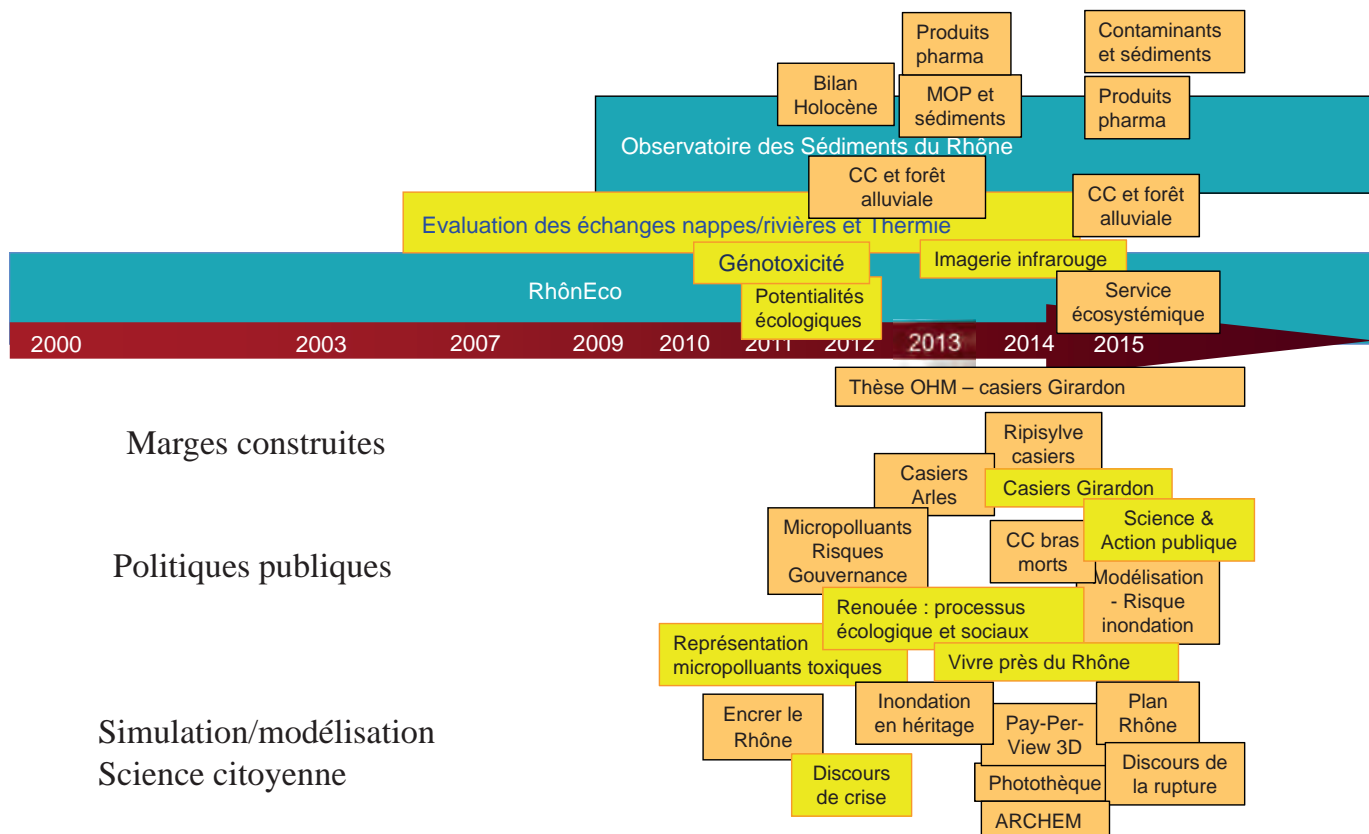 Produits
pharma
Contaminants
et sédiments
Bilan
Holocène
MOP et
sédiments
Produits
pharma
Observatoire des Sédiments du Rhône
CC et forêt
alluviale
CC et forêt
alluviale
Evaluation des échanges nappes/rivières et Thermie
Génotoxicité
Imagerie infrarouge
RhônEco
Potentialités
écologiques
Service
écosystémique
2000 2003 2007 2009 2010 2011 2012 2013 2014 2015
Thèse OHM – casiers Girardon
Marges construites
Ripisylve
casiers
Casiers
Arles
Casiers Girardon
Politiques publiques
Micropolluants
Risques
Gouvernance
CC bras
morts
Science &
Action publique
Modélisation
- Risque
inondation
Renouée : processus
écologique et sociaux
Représentation
micropolluants toxiques
Vivre près du Rhône
Simulation/modélisation
Science citoyenne
Encrer le
Rhône
Inondation
en héritage
Pay-Per-
View 3D
Plan
Rhône
Discours
de crise
Photothèque
Discours de
la rupture
ARCHEM